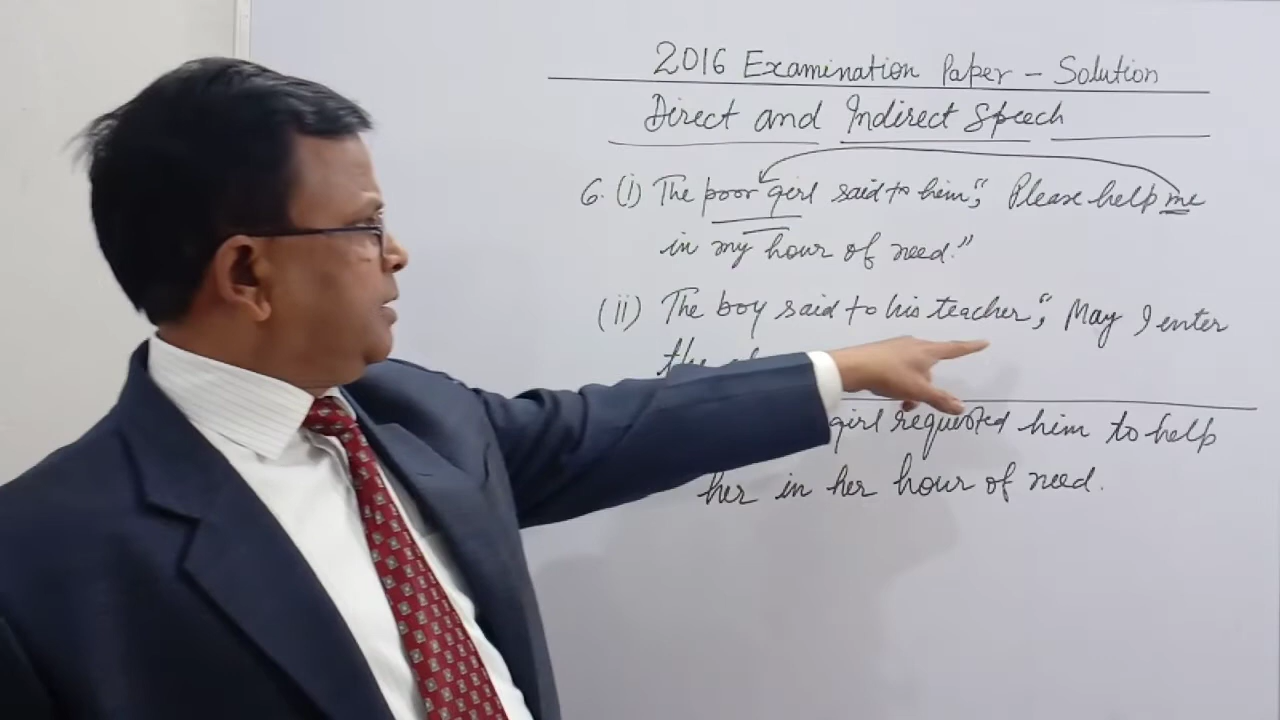 2016 Examination Paper - Solution
Direct and Indirect Speech
6. (i) The poor girl said to him, “Please help me
in my hour of need.”
(ii) The boy said to his teacher, “May I enter
the
girl requested him to help
her in her hour of need.